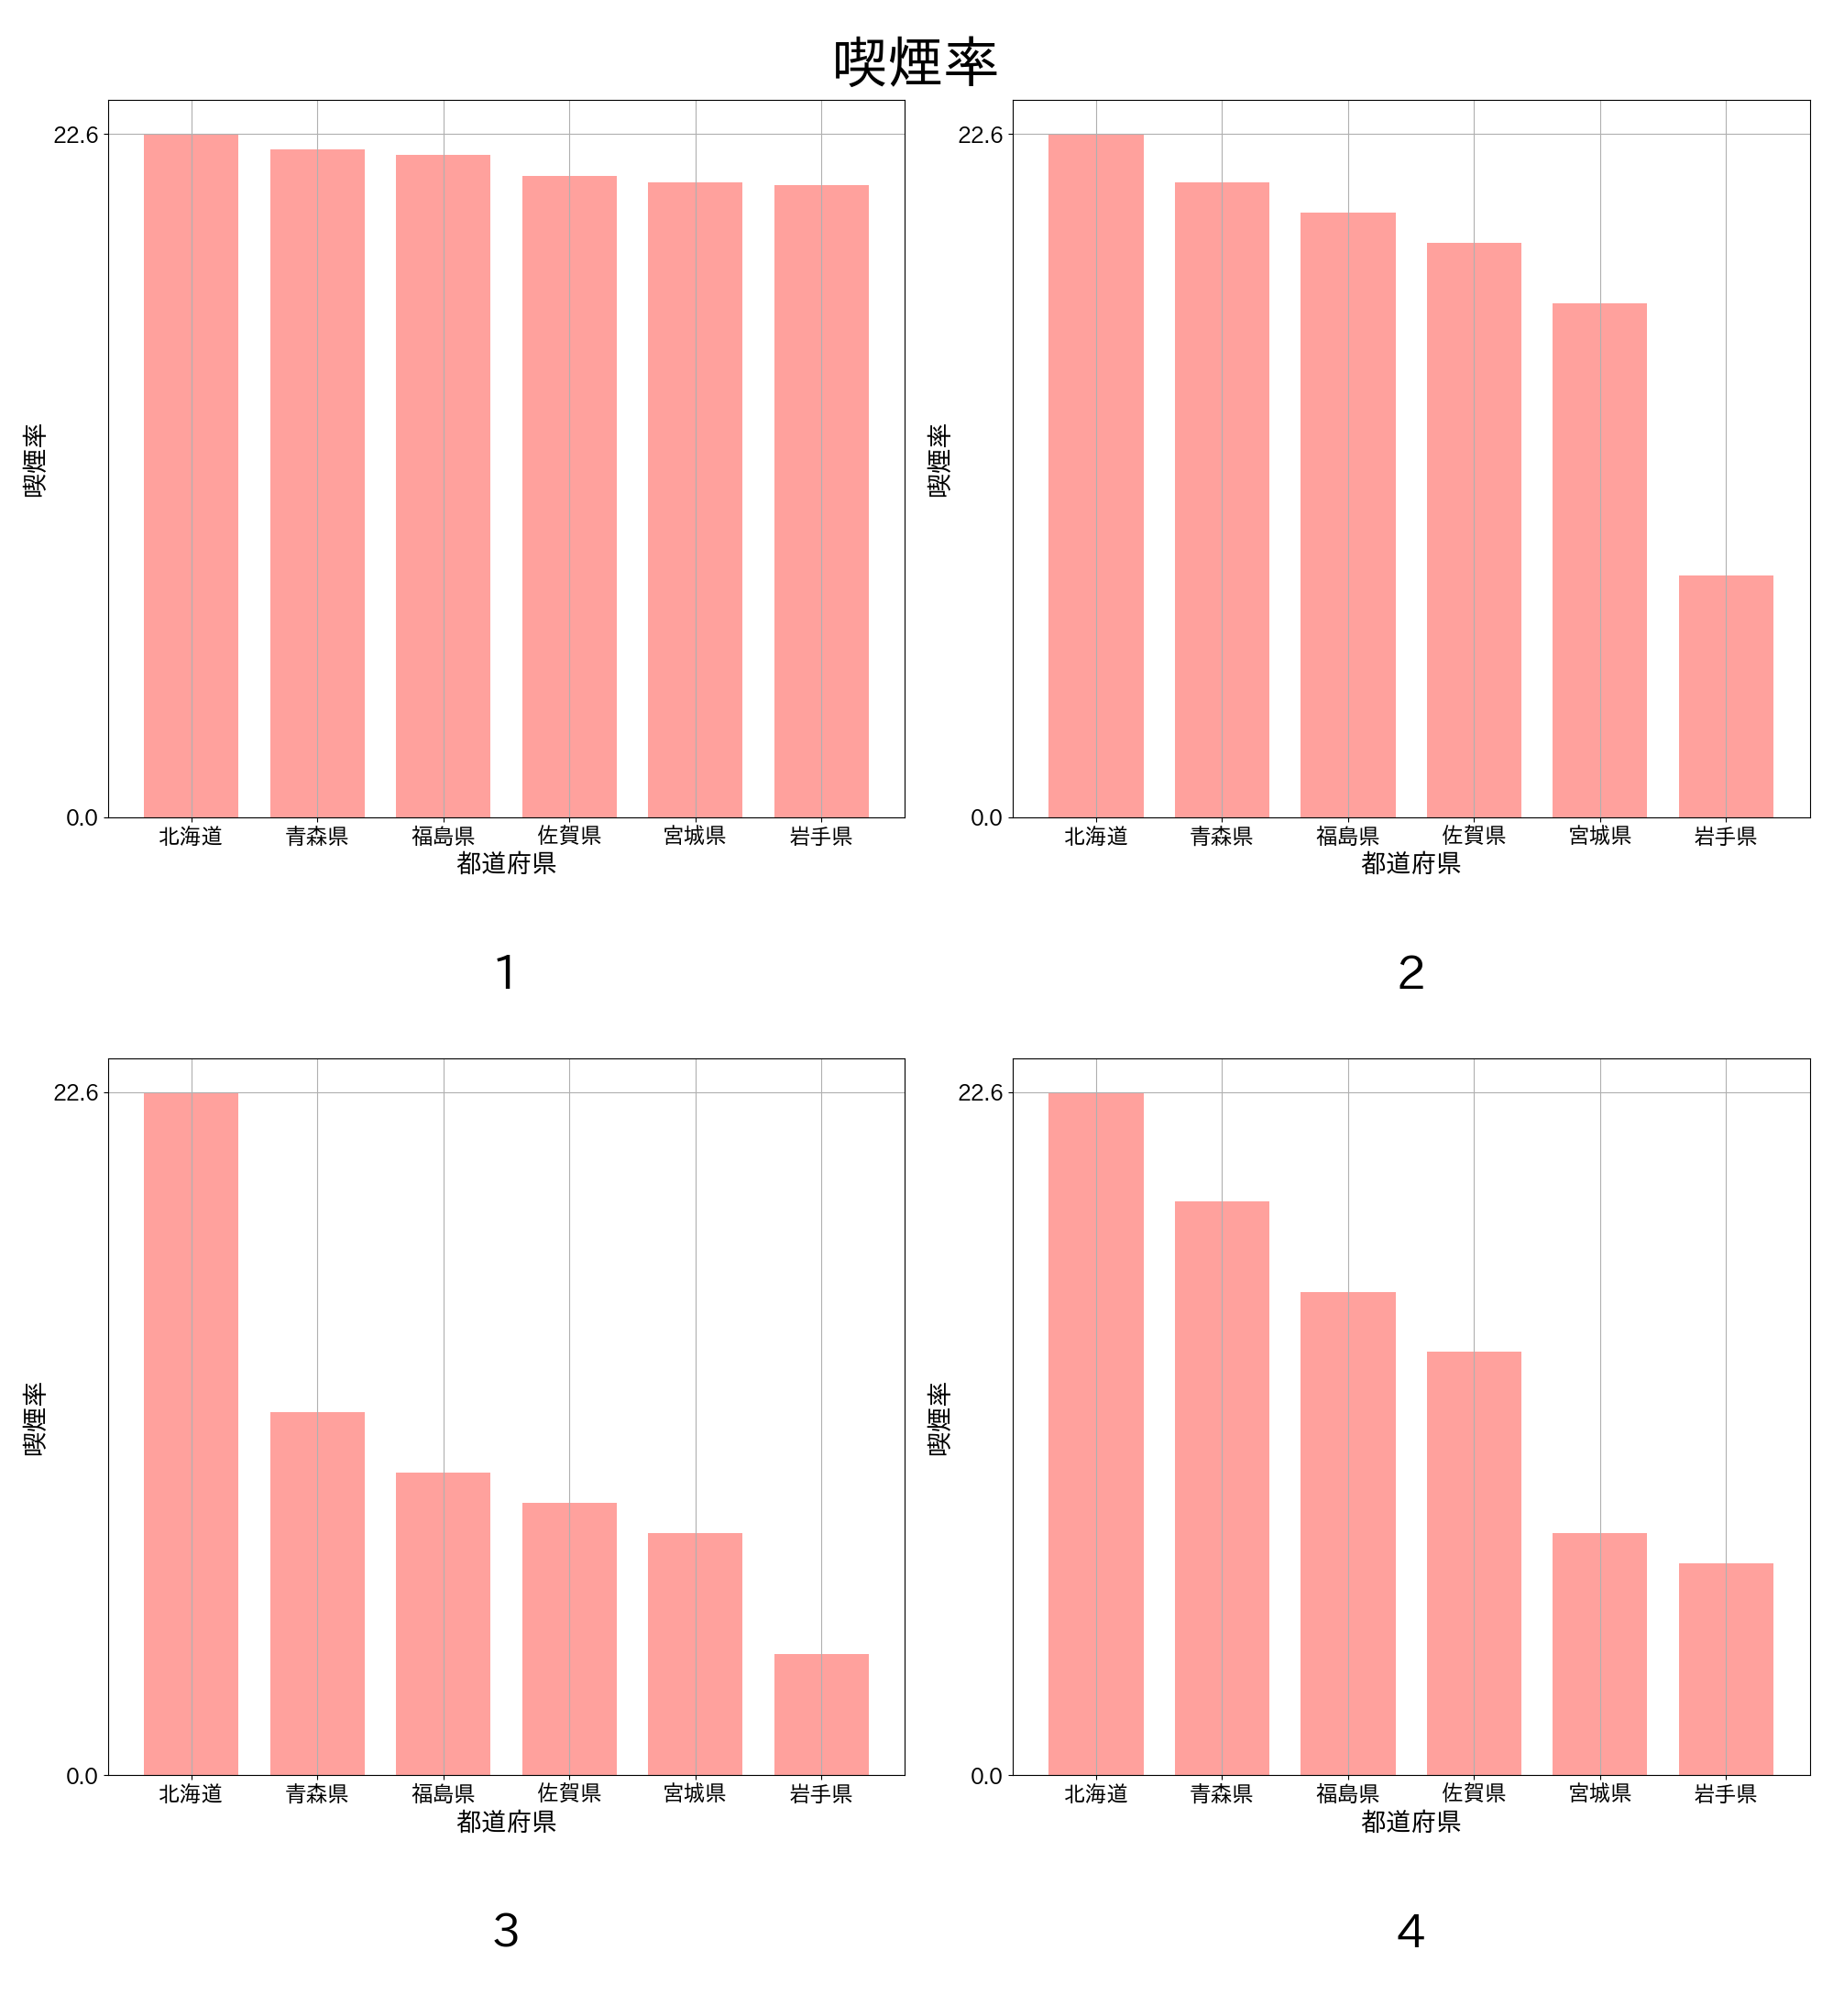 喫煙率
22.6
0.0
喫煙率
北海道 青森県 福島県 佐賀県 宮城県 岩手県
都道府県
1
22.6
0.0
喫煙率
北海道 青森県 福島県 佐賀県 宮城県 岩手県
都道府県
2
22.6
0.0
喫煙率
北海道 青森県 福島県 佐賀県 宮城県 岩手県
都道府県
3
22.6
0.0
喫煙率
北海道 青森県 福島県 佐賀県 宮城県 岩手県
都道府県
4